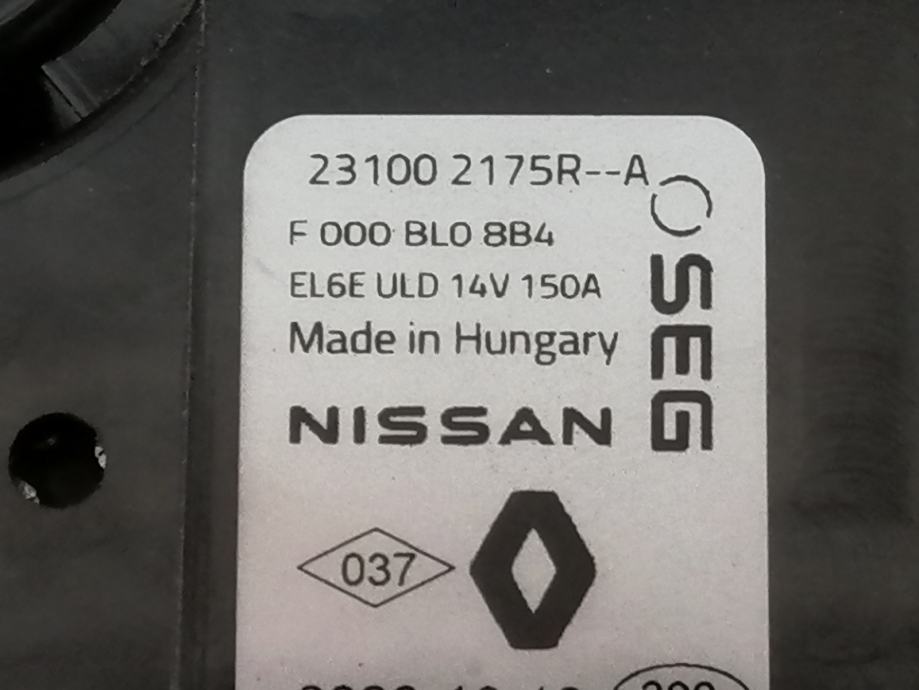 23100 2175R--A
F 000 BL0 8B4
EL6E ULD 14V 150A
Made in Hungary
SEG
NISSAN
037